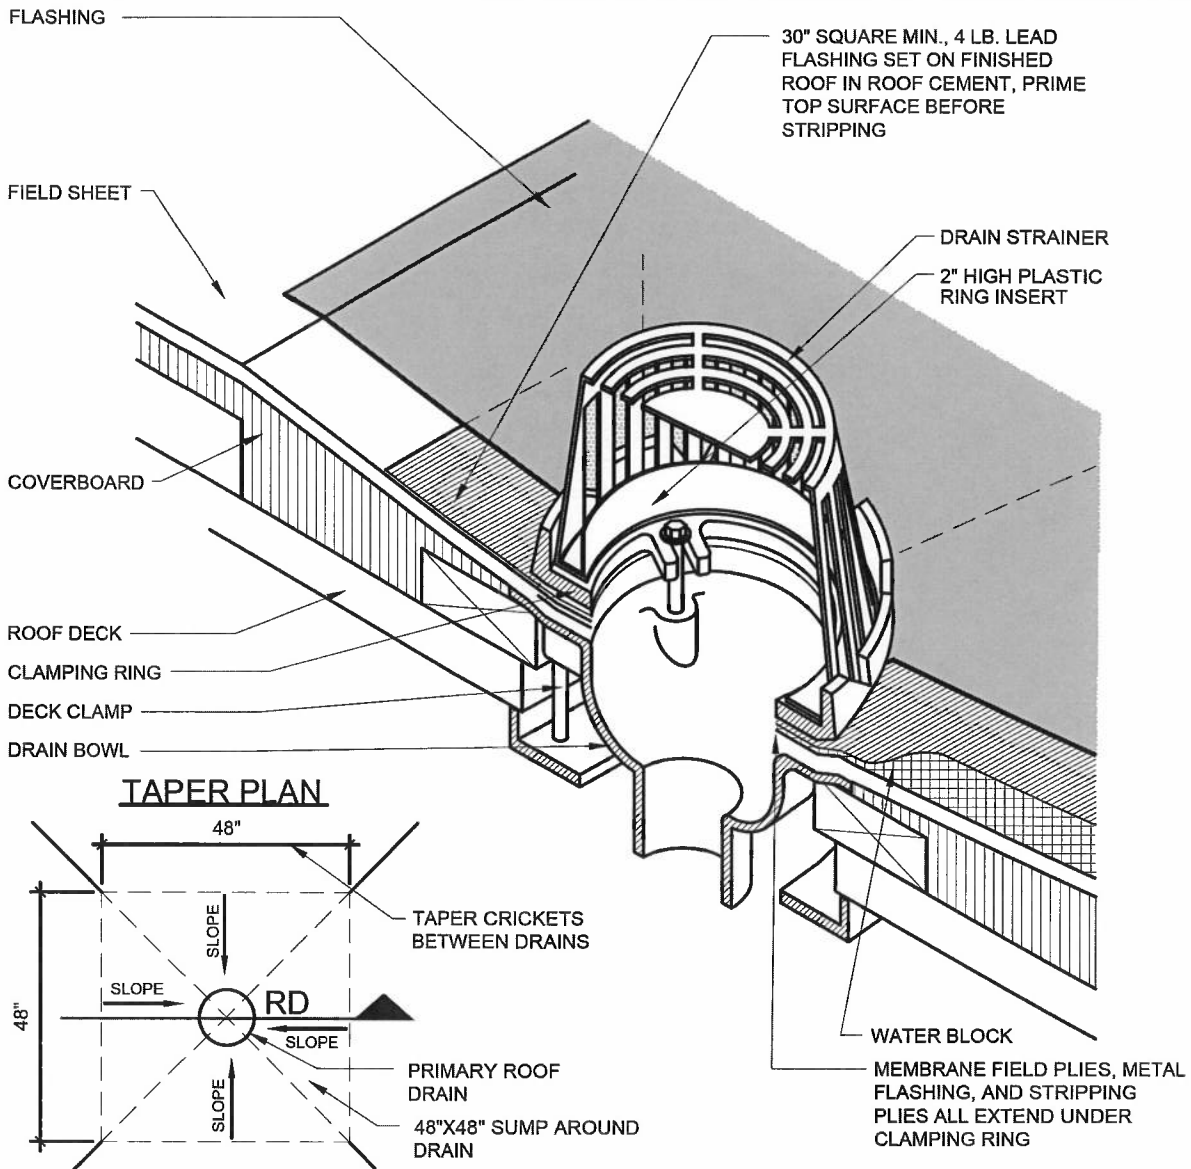 FLASHING
30" SQUARE MIN., 4 LB. LEAD
FLASHING SET ON FINISHED
ROOF IN ROOF CEMENT, PRIME
TOP SURFACE BEFORE
STRIPPING
FIELD SHEET
DRAIN STRAINER
2" HIGH PLASTIC
RING INSERT
COVERBOARD
ROOF DECK
CLAMPING RING
DECK CLAMP
DRAIN BOWL
TAPER PLAN
48"
TAPER CRICKETS
BETWEEN DRAINS
SLOPE
SLOPE
RD
48"
SLOPE
SLOPE
PRIMARY ROOF
DRAIN
48"X48" SUMP AROUND
DRAIN
WATER BLOCK
MEMBRANE FIELD PLIES, METAL
FLASHING, AND STRIPPING
PLIES ALL EXTEND UNDER
CLAMPING RING